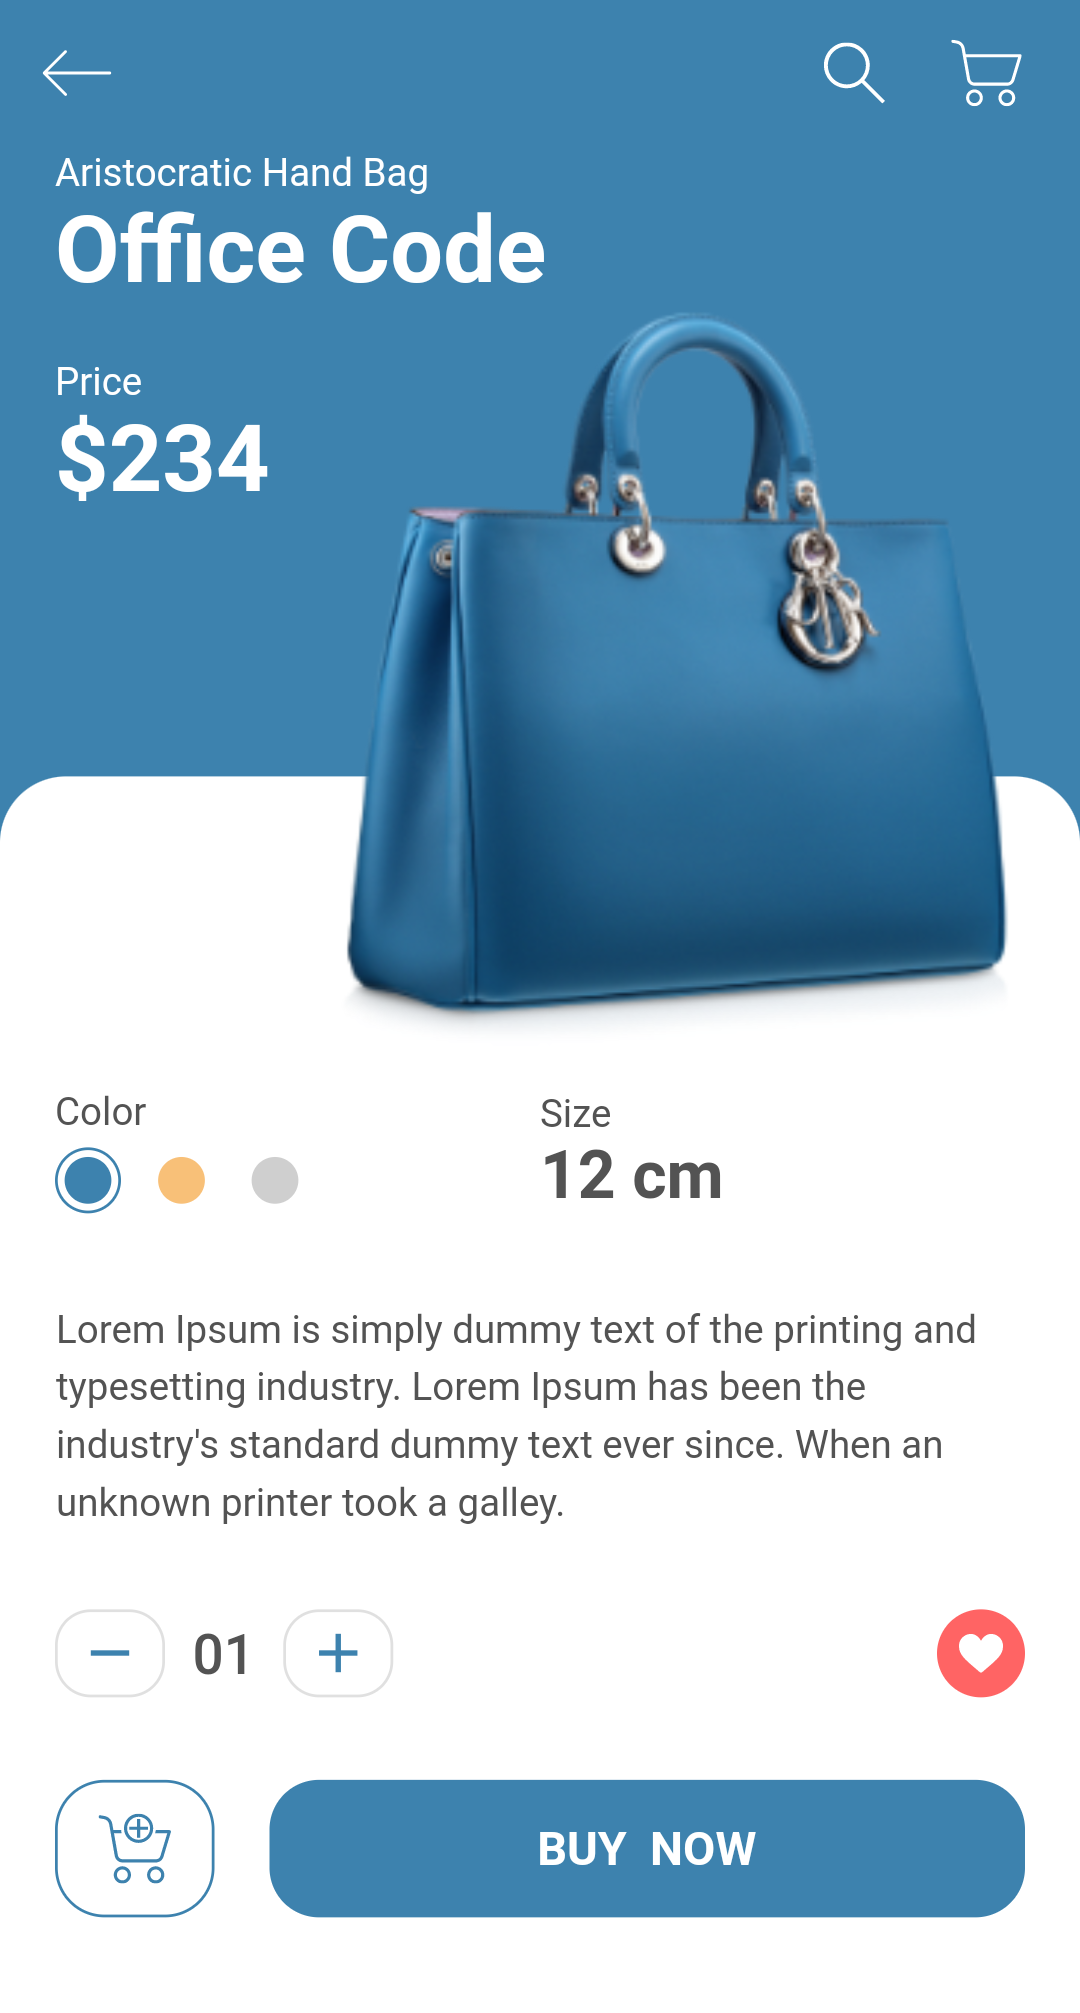 Aristocratic Hand Bag
Office Code
Price
$234
Color
Size
12 cm
Lorem Ipsum is simply dummy text of the printing and
typesetting industry. Lorem Ipsum has been the
industry's standard dummy text ever since. When an
unknown printer took a galley.
01
BUY NOW